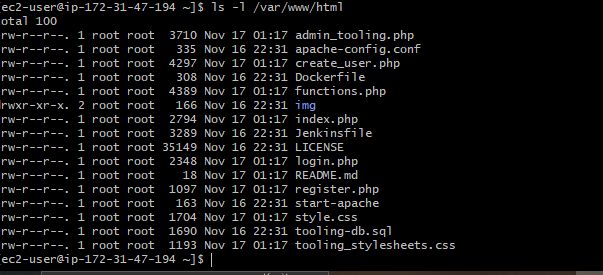 [ec2-user@ip-172-31-47-194 ~]$ ls -l /var/www/html
total 100
rw-r--r--. 1 root root  3710 Nov 17 01:17 admin_tooling.php
rw-r--r--. 1 root root   335 Nov 16 22:31 apache-config.conf
rw-r--r--. 1 root root  4297 Nov 17 01:17 create_user.php
rw-r--r--. 1 root root   308 Nov 16 22:31 Dockerfile
rw-r--r--. 1 root root  4389 Nov 17 01:17 functions.php
drwxr-xr-x. 2 root root   166 Nov 16 22:31 img
rw-r--r--. 1 root root  2794 Nov 17 01:17 index.php
rw-r--r--. 1 root root  3289 Nov 16 22:31 Jenkinsfile
rw-r--r--. 1 root root 35149 Nov 16 22:31 LICENSE
rw-r--r--. 1 root root  2348 Nov 17 01:17 login.php
rw-r--r--. 1 root root    18 Nov 17 01:17 README.md
rw-r--r--. 1 root root  1097 Nov 17 01:17 register.php
rw-r--r--. 1 root root   163 Nov 16 22:31 start-apache
rw-r--r--. 1 root root  1704 Nov 17 01:17 style.css
rw-r--r--. 1 root root  1690 Nov 16 22:31 tooling-db.sql
rw-r--r--. 1 root root  1193 Nov 17 01:17 tooling_stylesheets.css
[ec2-user@ip-172-31-47-194 ~]$